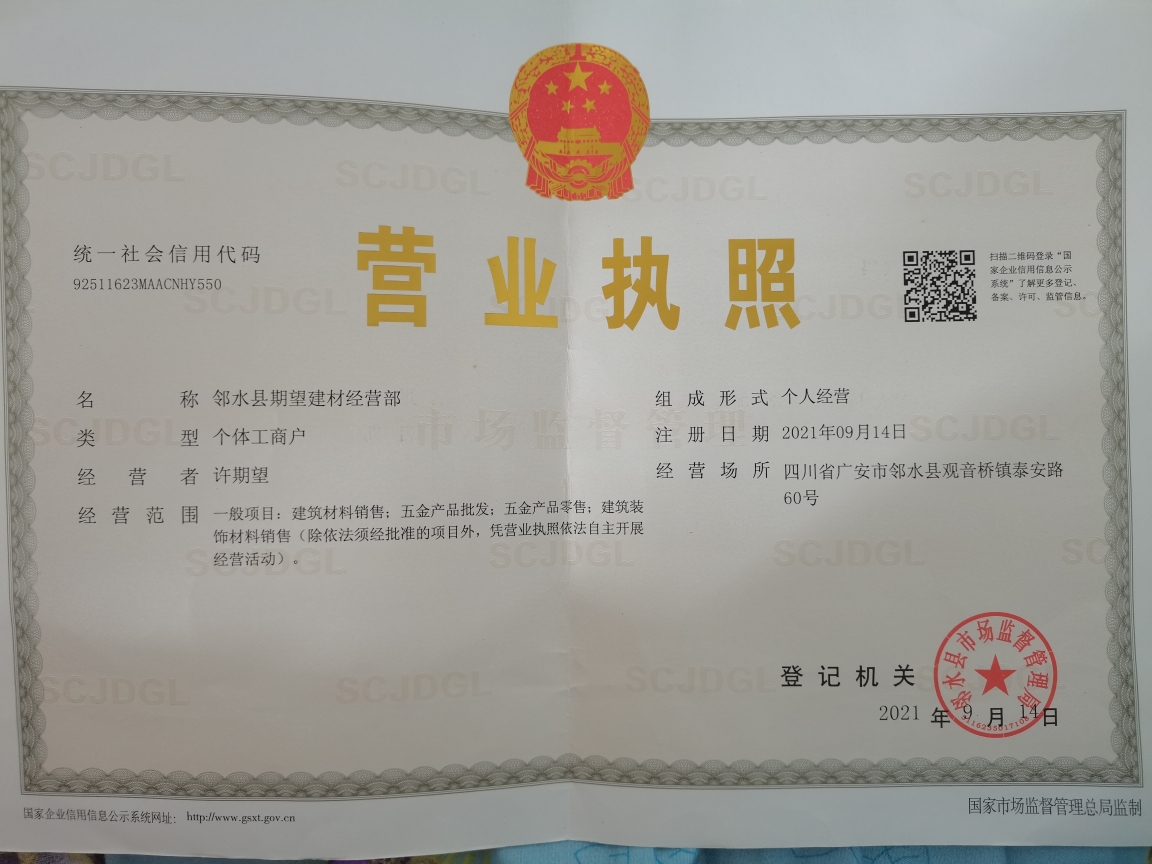 统一社会信用代码
92511623MAACNHY550
营业执照
扫描二维码登录“国
家企业信用信息公示
系统”了解更多登记、
备案、许可、监管信息。
名称 邻水县期望建材经营部
类型 个体工商户
经营者 许期望
经营范围 一般项目：建筑材料销售；五金产品批发；五金产品零售；建筑装
饰材料销售（除依法须经批准的项目外，凭营业执照依法自主开展
经营活动）。
组成形式 个人经营
注册日期 2021年09月14日
经营场所 四川省广安市邻水县观音桥镇泰安路
60号
市场监督管理
SCJDGL
登记机关
邻水县市场监督管理局
2021 年 9 月 14 日
国家企业信用信息公示系统网址： http://www.gsxt.gov.cn
国家市场监督管理总局监制